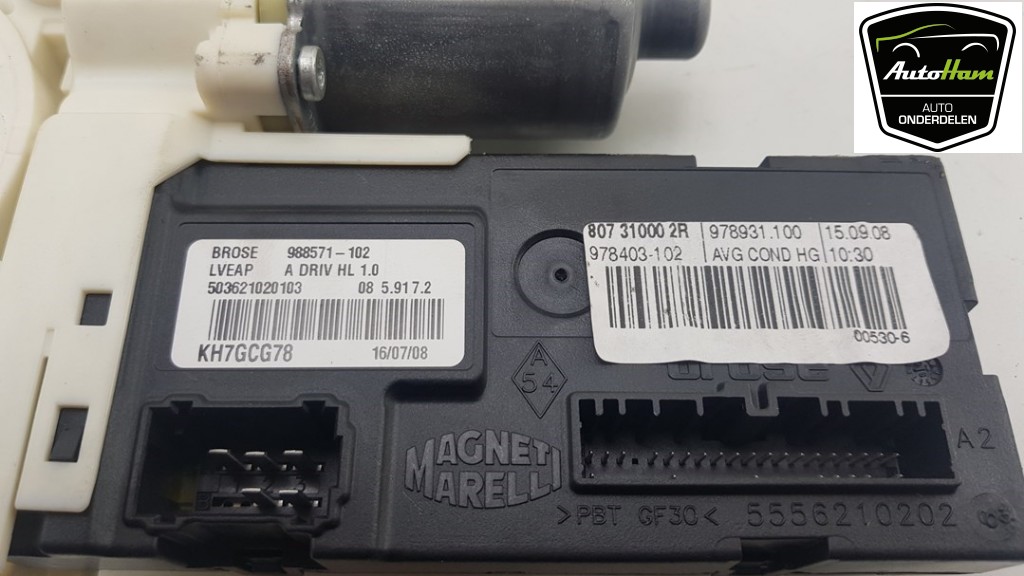 AutoHam
AUTO
ONDERDELEN
BROSE 988571-102
LVEAP A DRIV HL 1.0
503621020103 08 5.917.2
KH7GCG78 16/07/08
80731000 2R 978931.100 15.09.08
978403-102 AVG COND HG 10:30
00530-6
A
54
brose
MAGNETI
MARELLI
A2
>PBT GF30< 5556210202